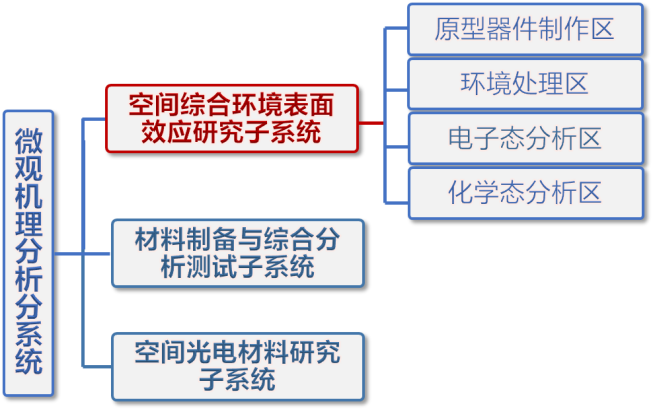 微观机理分析分系统
空间综合环境表面
效应研究子系统
原型器件制作区
环境处理区
电子态分析区
化学态分析区
材料制备与综合分
析测试子系统
空间光电材料研究
子系统